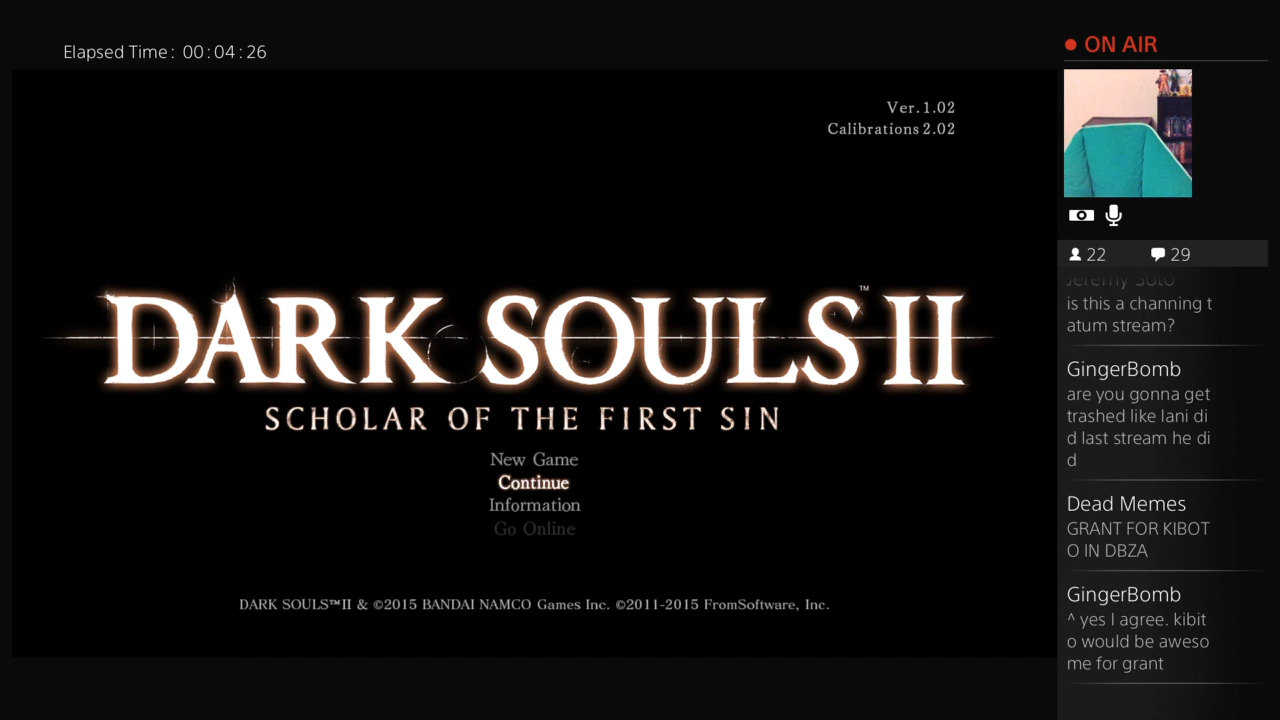 Elapsed Time: 00:04:26
ON AIR
Ver.1.02
Calibrations 2.02
DARK SOULS II ™
SCHOLAR OF THE FIRST SIN
New Game
Continue
Information
Go Online
DARK SOULS™II & ©2015 BANDAI NAMCO Games Inc. ©2011-2015 FromSoftware, Inc.
22 29
Jeremy Soto
is this a channing t
atum stream?
GingerBomb
are you gonna get
trashed like lani di
d last stream he di
d
Dead Memes
GRANT FOR KIBOT
O IN DBZA
GingerBomb
^ yes I agree. kibit
o would be aweso
me for grant